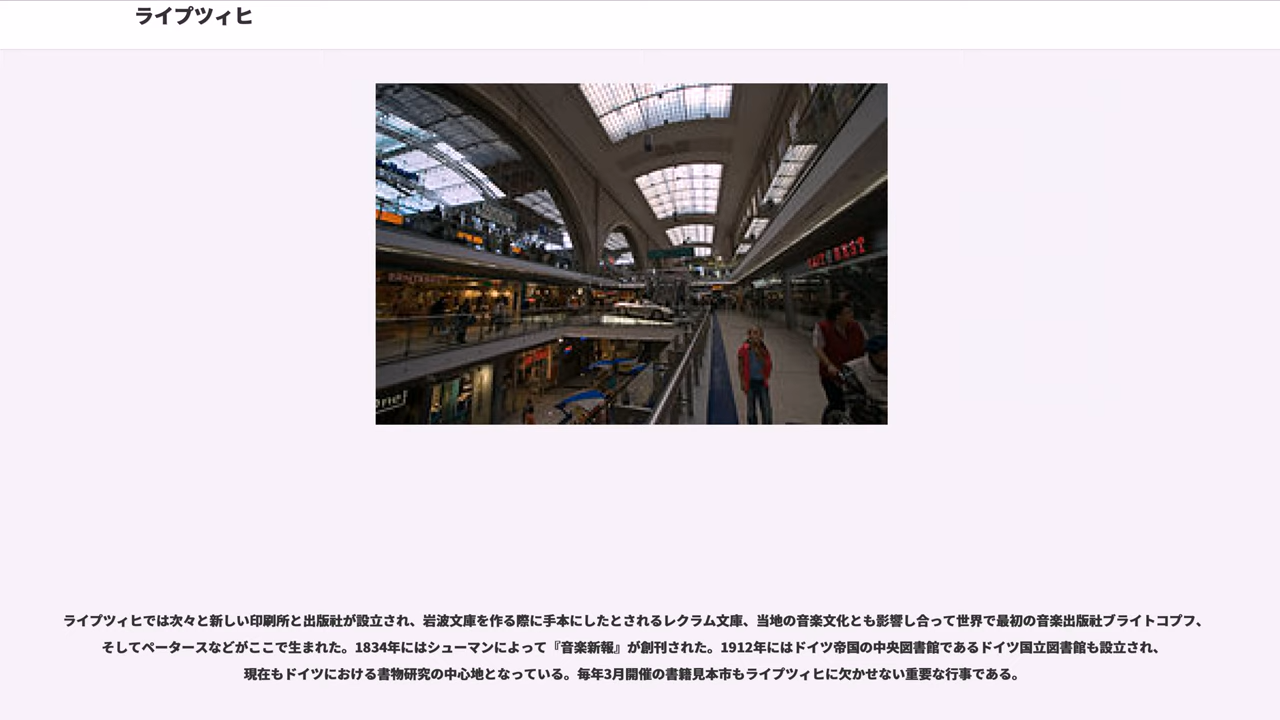 ライプツィヒ
ライプツィヒでは次々と新しい印刷所と出版社が設立され、岩波文庫を作る際に手本にしたとされるレクラム文庫、当地の音楽文化とも影響し合って世界で最初の音楽出版社ブライトコプフ、
そしてペータースなどがここで生まれた。1834年にはシューマンによって『音楽新報』が創刊された。1912年にはドイツ帝国の中央図書館であるドイツ国立図書館も設立され、
現在もドイツにおける書物研究の中心地となっている。毎年3月開催の書籍見本市もライプツィヒに欠かせない重要な行事である。